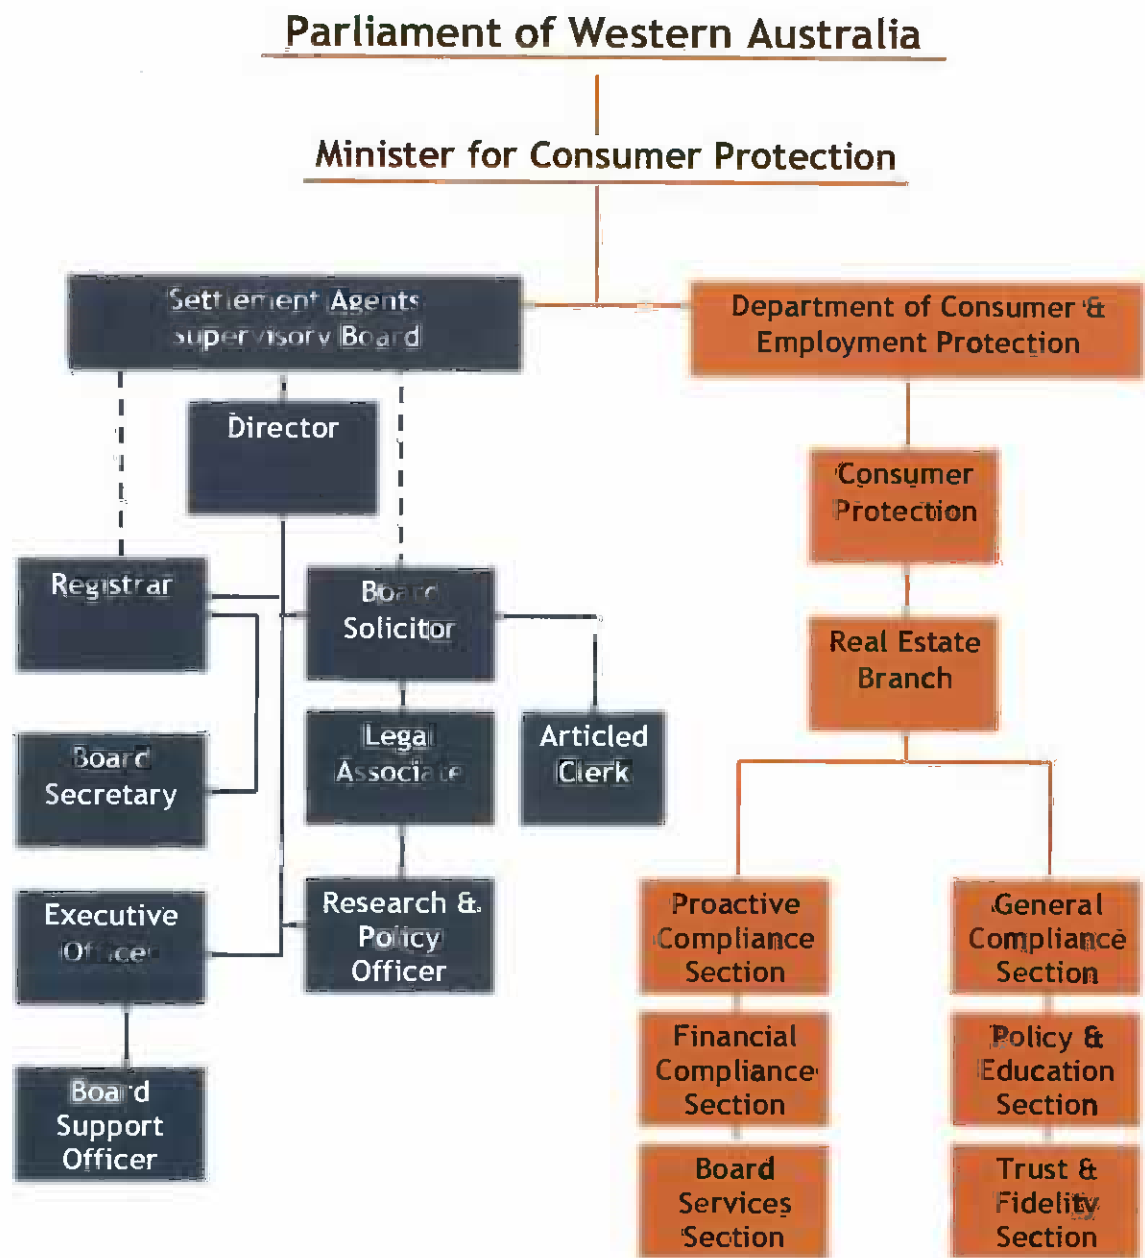 Parliament of Western Australia
Minister for Consumer Protection
Settlement Agents
Supervisory Board
Department of Consumer &
Employment Protection
Director
Consumer
Protection
Registrar
Board
Solicitor
Real Estate
Branch
Board
Secretary
Legal
Associate
Articled
Clerk
Executive
Officer
Research &
Policy
Officer
Proactive
Compliance
Section
General
Compliance
Section
Board
Support
Officer
Financial
Compliance
Section
Policy &
Education
Section
Board
Services
Section
Trust &
Fidelity
Section